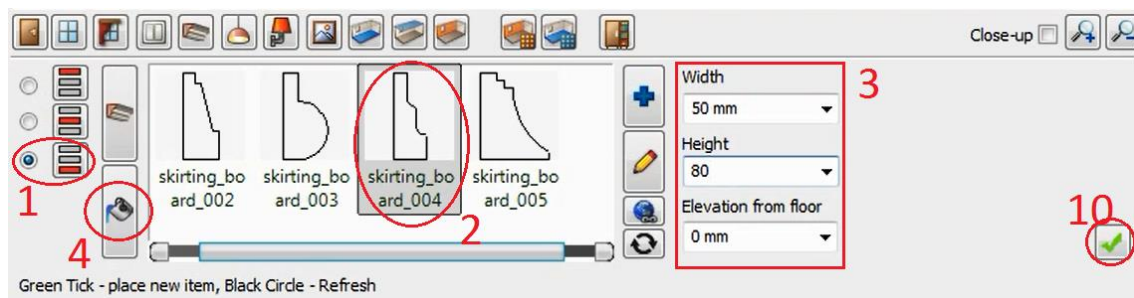 Close-up
Width
3
50 mm
Height
80
Elevation from floor
0 mm
1
skirting_bo
ard_002
skirting_bo
ard_003
skirting_bo
ard_004
skirting_bo
ard_005
2
4
10
Green Tick - place new item, Black Circle - Refresh